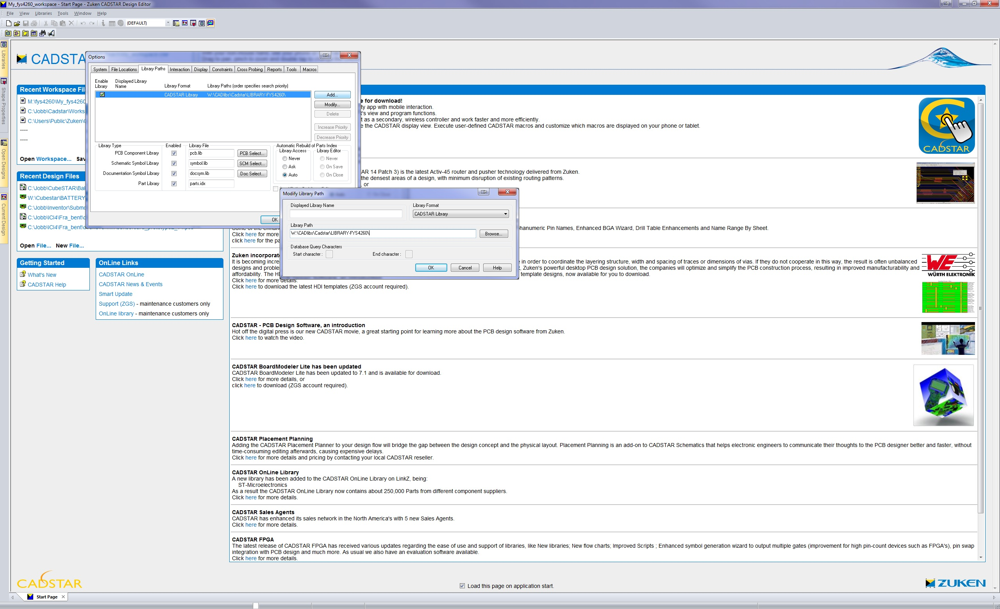 My_fys4260_workspace - Start Page - Zuken CADSTAR Design Editor
File View Libraries Tools Window Help
(DEFAULT)
Libraries
Shape Properties
Open Designs
Current Design
CADSTA
Options
System File Locations Library Paths Interaction Display Constraints Cross Probing Reports Tools Macros
Enable Library
Displayed Library Name
Library Format
Library Paths (order specifies search priority)
CADSTAR Library W:\CADlibs\Cadstar\LIBRARY-FYS4260\
Add...
Modify...
Delete
Increase Priority
Decrease Priority
Library Type Enabled Library File
PCB Component Library pcb.lib PCB Select...
Schematic Symbol Library symbol.lib SCM Select...
Documentation Symbol Library docsym.lib Doc Select...
Part Library parts.idx
Automatic Rebuild of Parts Index
Library Access
Never
Ask
Auto
Library Editor
Never
On Save
On Close
OK
Modify Library Path
Displayed Library Name
Library Format
CADSTAR Library
Library Path
W:\CADlibs\Cadstar\LIBRARY-FYS4260\
Browse...
Database Query Characters
Start character : End character :
OK Cancel Help
Recent Workspace Fil
M:\fys4260\My_fys4260
C:\Jobb\Cadstar\Works
C:\Users\Public\Zuken\
----
----
Open Workspace... Sav
Recent Design Files
C:\Jobb\CubeSTAR\Ba
W:\Cubestar\BATTERY
C:\Jobb\Inventor\Subm
C:\Jobb\ICI4\Fra_bent\
C:\Jobb\ICI4\Fra_bent\
Open File... New File...
Getting Started
What's New
CADSTAR Help
OnLine Links
CADSTAR OnLine
CADSTAR News & Events
Smart Update
Support (ZGS) - maintenance customers only
OnLine library - maintenance customers only
e for download!
ty app with mobile interaction.
R's view and program functions.
t as a secondary, wireless controller and work faster and more efficiently.
e the CADSTAR display view. Execute user-defined CADSTAR macros and customize which macros are displayed on your phone or tablet.
CADSTAR
AR 14 Patch 3) is the latest Activ-45 router and pusher technology delivered from Zuken.
the densest areas of a design, with minimum disruption of existing routing patterns.
, or
hanumeric Pin Names, Enhanced BGA Wizard, Drill Table Enhancements and Name Range By Sheet.
Click here for more
click here for the pa
Zuken incorporate
It is becoming incre
e in order to coordinate the layering structure, width and spacing of traces or dimensions of vias. If they do not cooperate in this way, the result is often unbalanced
designs and proble
, Zuken's powerful desktop PCB design solution, the companies will optimize and simplify the PCB construction process, resulting in improved manufacturability and
affordability. The HD
template designs, now available for you to download.
Click here for more details.
Click here to download the latest HDI templates (ZGS account required).
WE
WÜRTH ELEKTRONIK
CADSTAR - PCB Design Software, an introduction
Hot off the digital press is our new CADSTAR movie, a great starting point for learning more about the PCB design software from Zuken.
Click here to watch the video.
CADSTAR BoardModeler Lite has been updated
CADSTAR BoardModeler Lite has been updated to 7.1 and is available for download.
Click here for more details, or
click here to download (ZGS account required).
CADSTAR Placement Planning
Adding the CADSTAR Placement Planner to your design flow will bridge the gap between the design concept and the physical layout. Placement Planning is an add-on to CADSTAR Schematics that helps electronic engineers to communicate their thoughts to the PCB designer better and faster, without
time-consuming editing afterwards, causing expensive delays.
Click here for more details and pricing by contacting your local CADSTAR reseller.
CADSTAR OnLine Library
A new library has been added to the CADSTAR OnLine Library on LinkZ, being:
ST-Microelectronics
As a result the CADSTAR OnLine Library now contains about 250,000 Parts from different component suppliers.
Click here for more details.
CADSTAR Sales Agents
CADSTAR has enhanced its sales network in the North America's with 5 new Sales Agents.
Click here for more details.
CADSTAR FPGA
The latest release of CADSTAR FPGA has received various updates regarding the ease of use and support of libraries, like New libraries; New flow charts; Improved Scripts ; Enhanced symbol generation wizard to output multiple gates (improvement for high pin-count devices such as FPGA's), pin swap
integration with PCB design and much more. As usual we also have an evaluation software available.
Click here for more details.
CADSTAR
Load this page on application start.
ZUKEN
Start Page